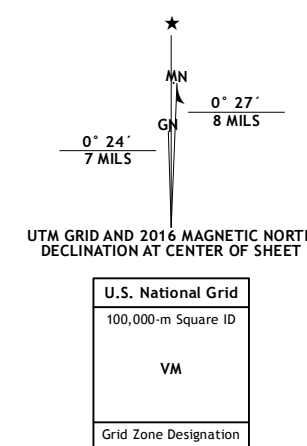 ★
MN
0° 27´
8 MILS
GN
0° 24´
7 MILS
UTM GRID AND 2016 MAGNETIC NORTH
DECLINATION AT CENTER OF SHEET
U.S. National Grid
100,000-m Square ID
VM
Grid Zone Designation